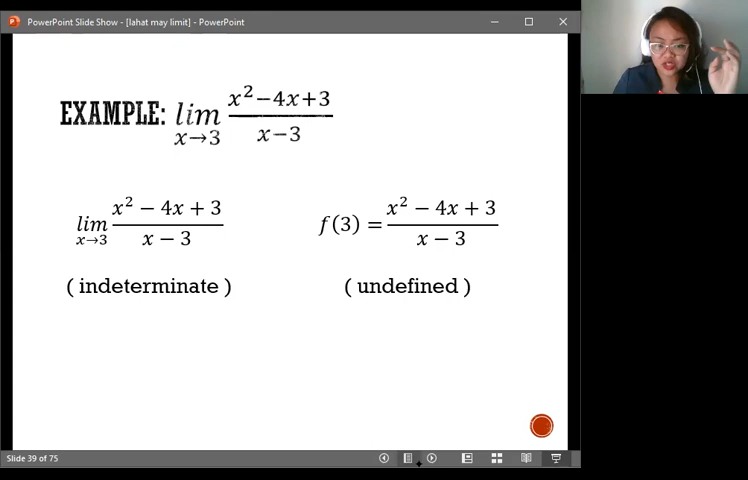 PowerPoint Slide Show - [lahat may limit] - PowerPoint
EXAMPLE: lim x→3 x²−4x+3 / x−3
lim x→3 x² − 4x + 3 / x − 3
f(3) = x² − 4x + 3 / x − 3
( indeterminate )
( undefined )
Slide 39 of 75